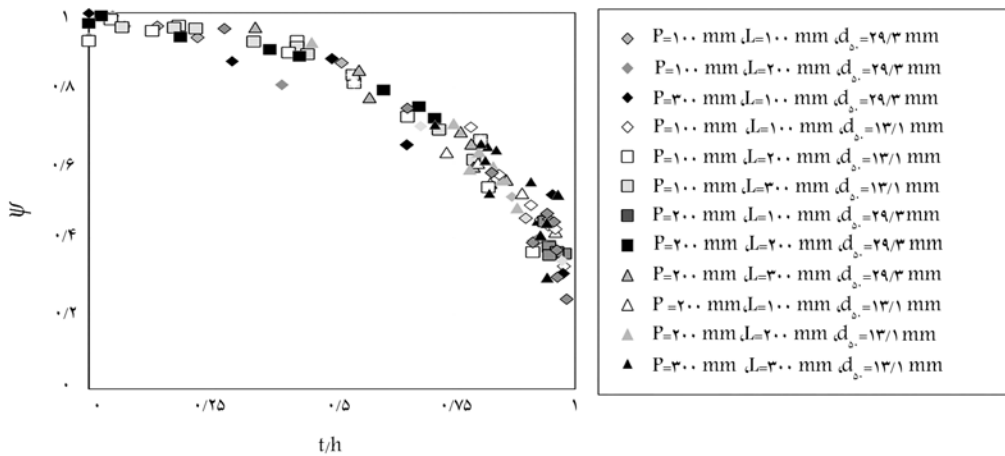 ۱
۰/۸
۰/۶
۰/۴
۰/۲
۰
ψ
۰
۰/۲۵
۰/۵
۰/۷۵
۱
t/h
P=۱۰۰ mm ،L=۱۰۰ mm ،d۵۰=۲۹/۳ mm
P=۱۰۰ mm ،L=۲۰۰ mm ،d۵۰=۲۹/۳ mm
P=۳۰۰ mm ،L=۱۰۰ mm ،d۵۰=۲۹/۳ mm
P=۱۰۰ mm ،L=۱۰۰ mm ،d۵۰=۱۳/۱ mm
P=۱۰۰ mm ،L=۲۰۰ mm ،d۵۰=۱۳/۱ mm
P=۱۰۰ mm ،L=۳۰۰ mm ،d۵۰=۱۳/۱ mm
P=۲۰۰ mm ،L=۱۰۰ mm ،d۵۰=۲۹/۳ mm
P=۲۰۰ mm ،L=۲۰۰ mm ،d۵۰=۲۹/۳ mm
P=۲۰۰ mm ،L=۳۰۰ mm ،d۵۰=۲۹/۳ mm
P =۲۰۰ mm ،L=۱۰۰ mm ،d۵۰=۱۳/۱ mm
P=۲۰۰ mm ،L=۲۰۰ mm ،d۵۰=۱۳/۱ mm
P=۳۰۰ mm ،L=۳۰۰ mm ،d۵۰=۱۳/۱ mm